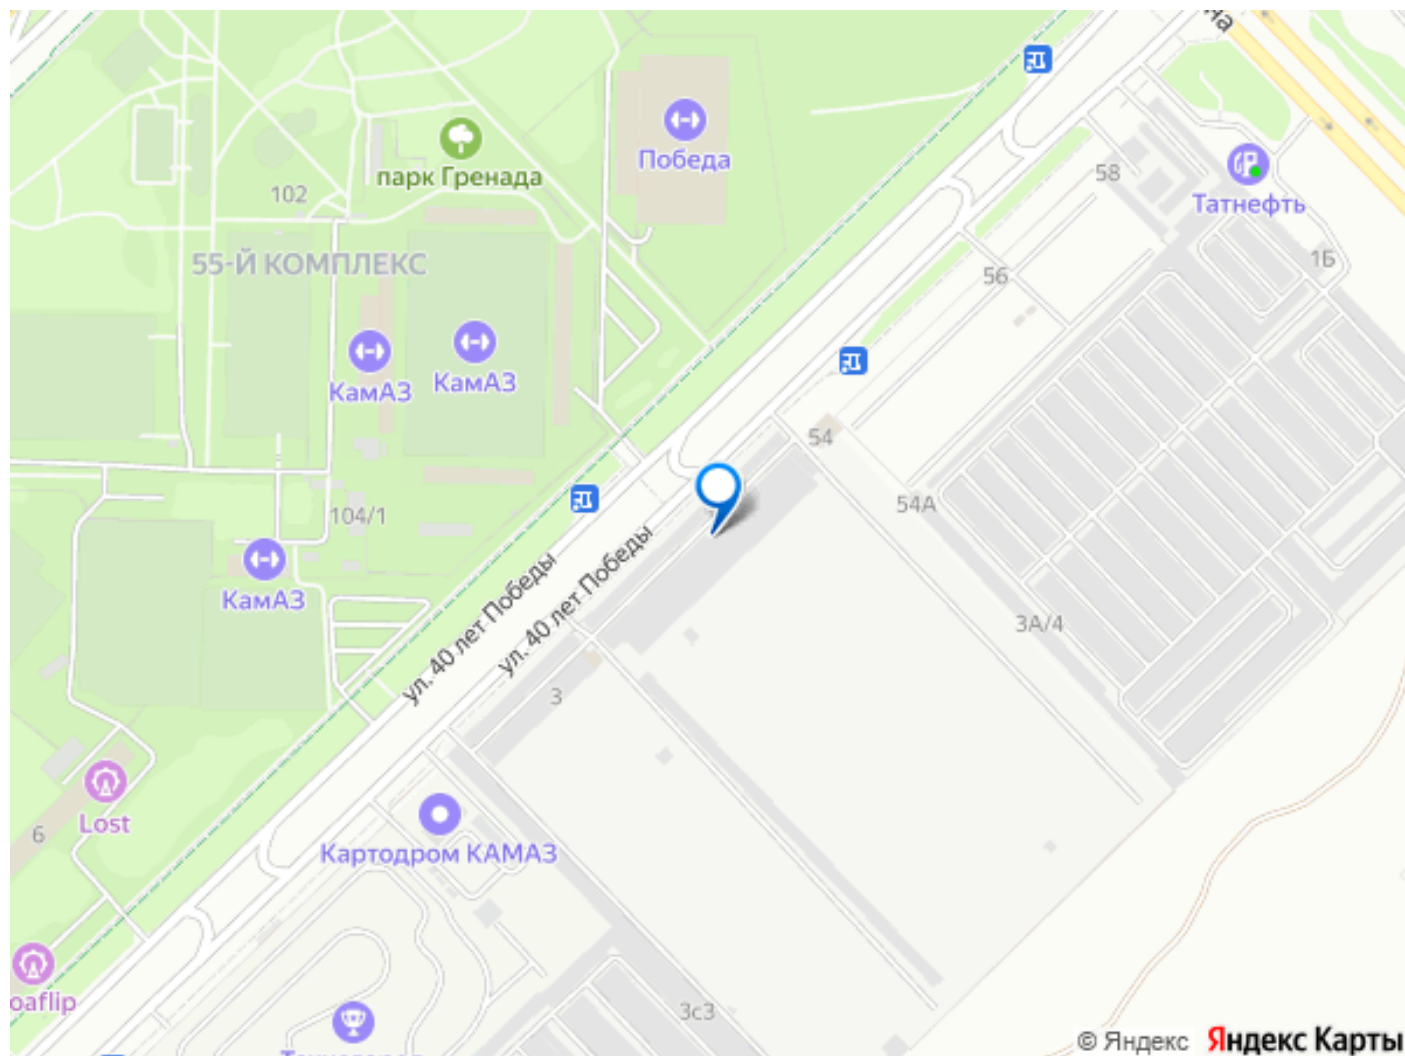 Победа
парк Гренада
58
Татнефть
102
55-Й КОМПЛЕКС
1Б
56
КамАЗ
КамАЗ
54
54А
104/1
КамАЗ
ул. 40 лет Победы
ул. 40 лет Победы
3А/4
3
Lost
6
Картодром КАМАЗ
oaflip
3с3
© Яндекс Яндекс Карты